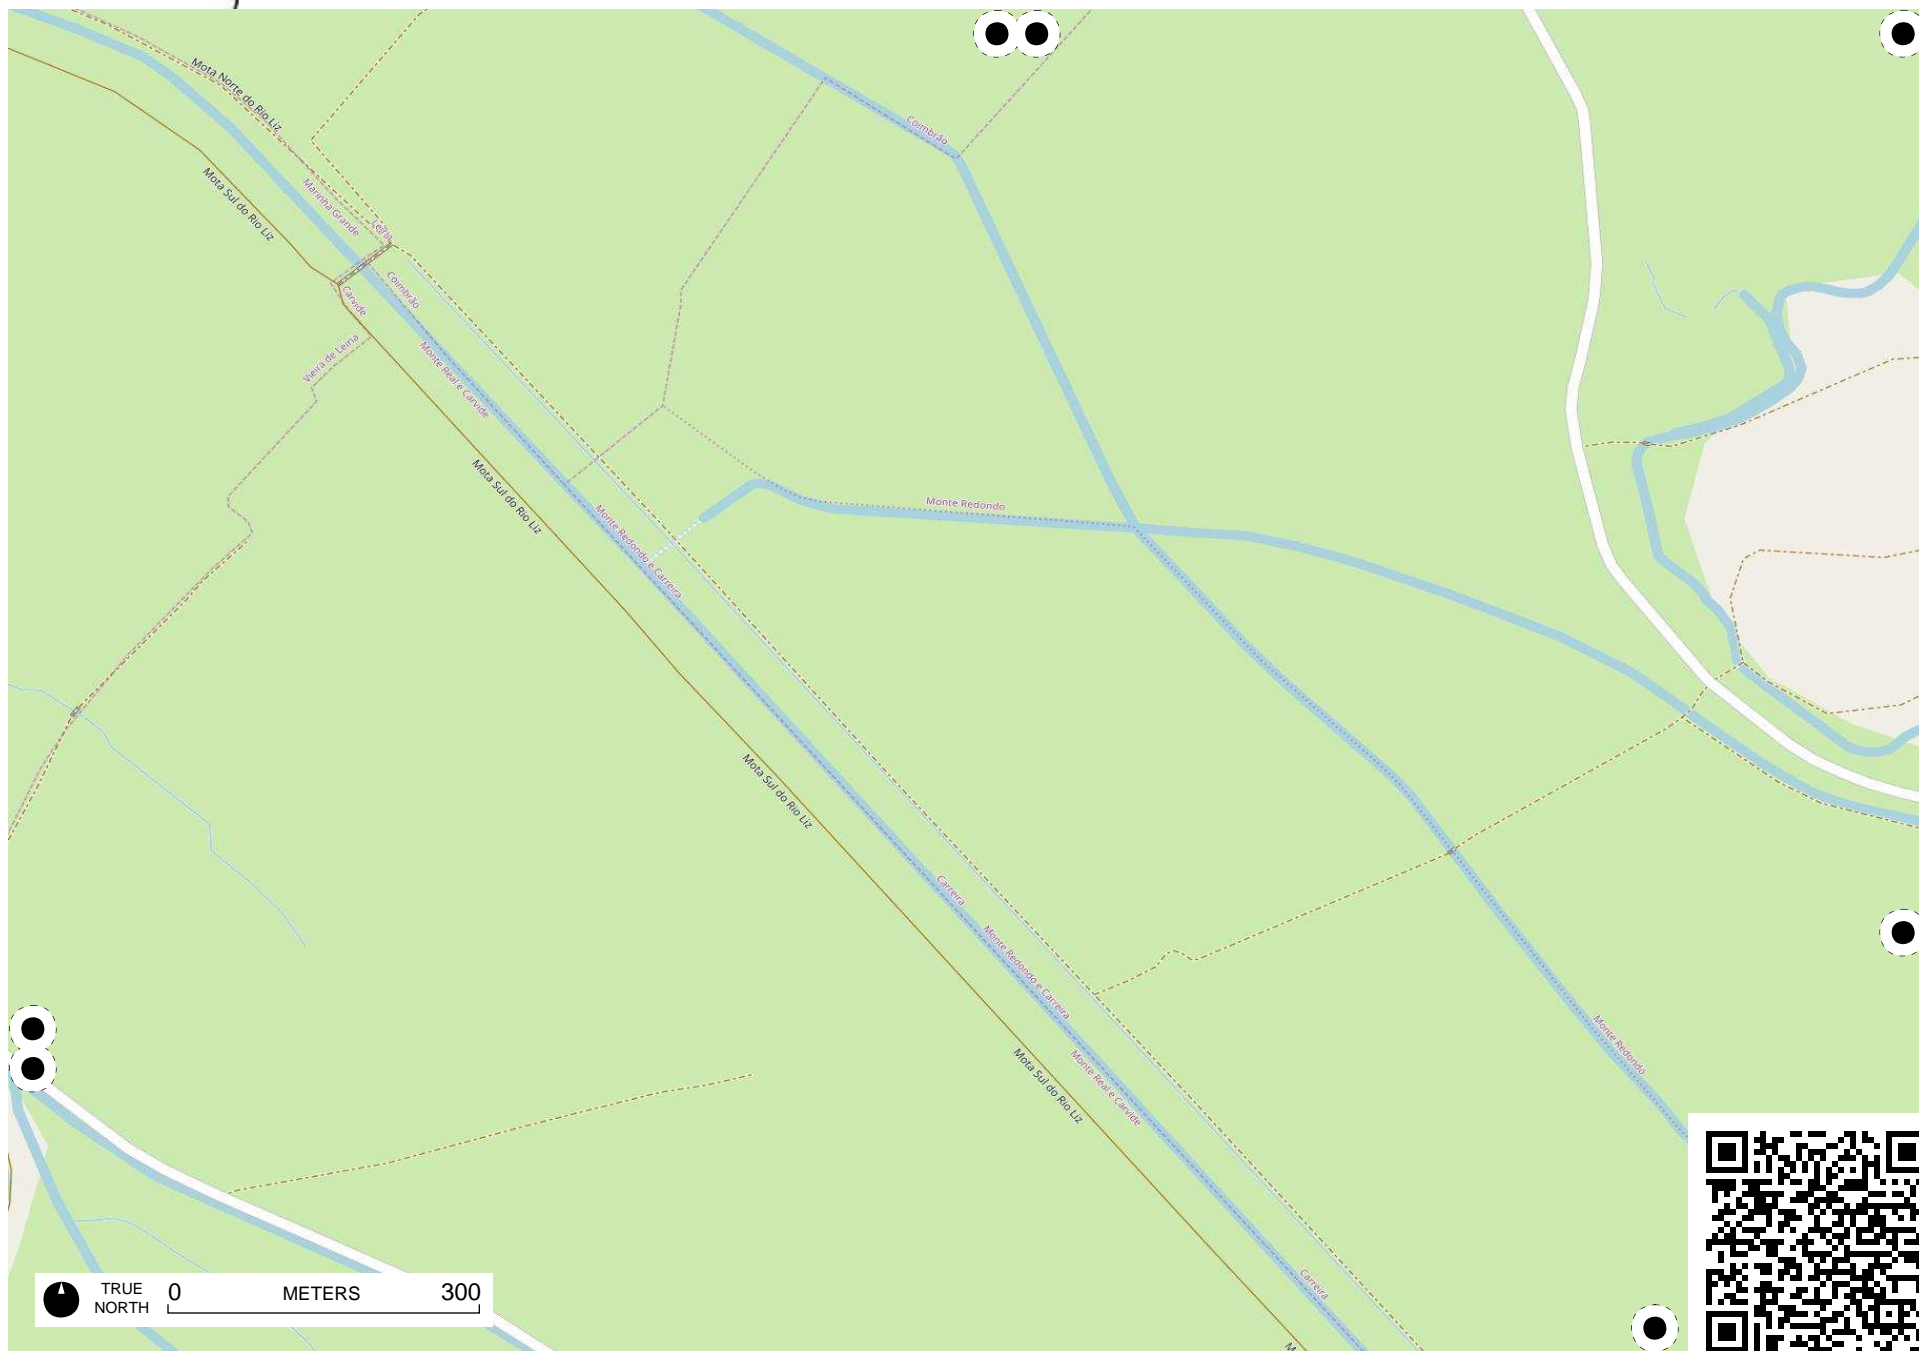 Mota Norte do Rio Liz
Coimbrão
Mota Sul do Rio Liz
Marinha Grande
Leiria
Coimbrão
Carvide
Vieira de Leiria
Monte Real e Carvide
Mota Sul do Rio Liz
Monte Redondo
Monte Redondo e Carreira
Mota Sul do Rio Liz
Carreira
Monte Redondo e Carreira
Monte Redondo
Mota Sul do Rio Liz
Monte Real e Carvide
Carreira
TRUE NORTH
0 METERS 300
M